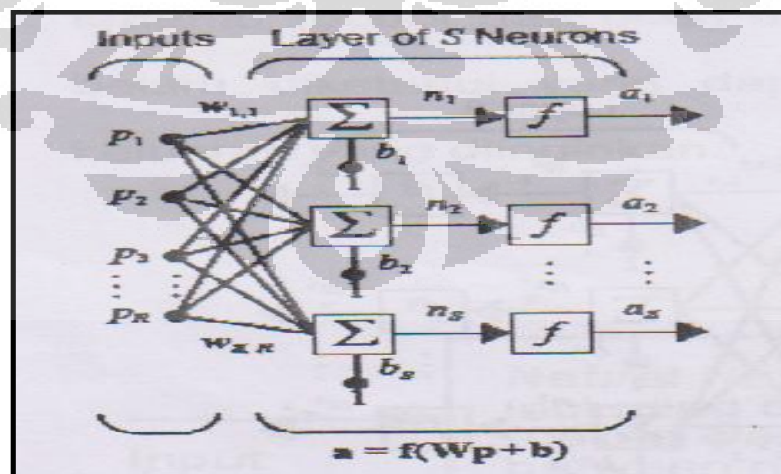 Inputs Layer of S Neurons
w1,1 n1 a1
p1 Σ f
b1
p2 n2 a2
Σ f
p3 b2
⋮ ⋮ ⋮ ⋮
pR nS aS
Σ f
wS,R bS
a = f(Wp+b)